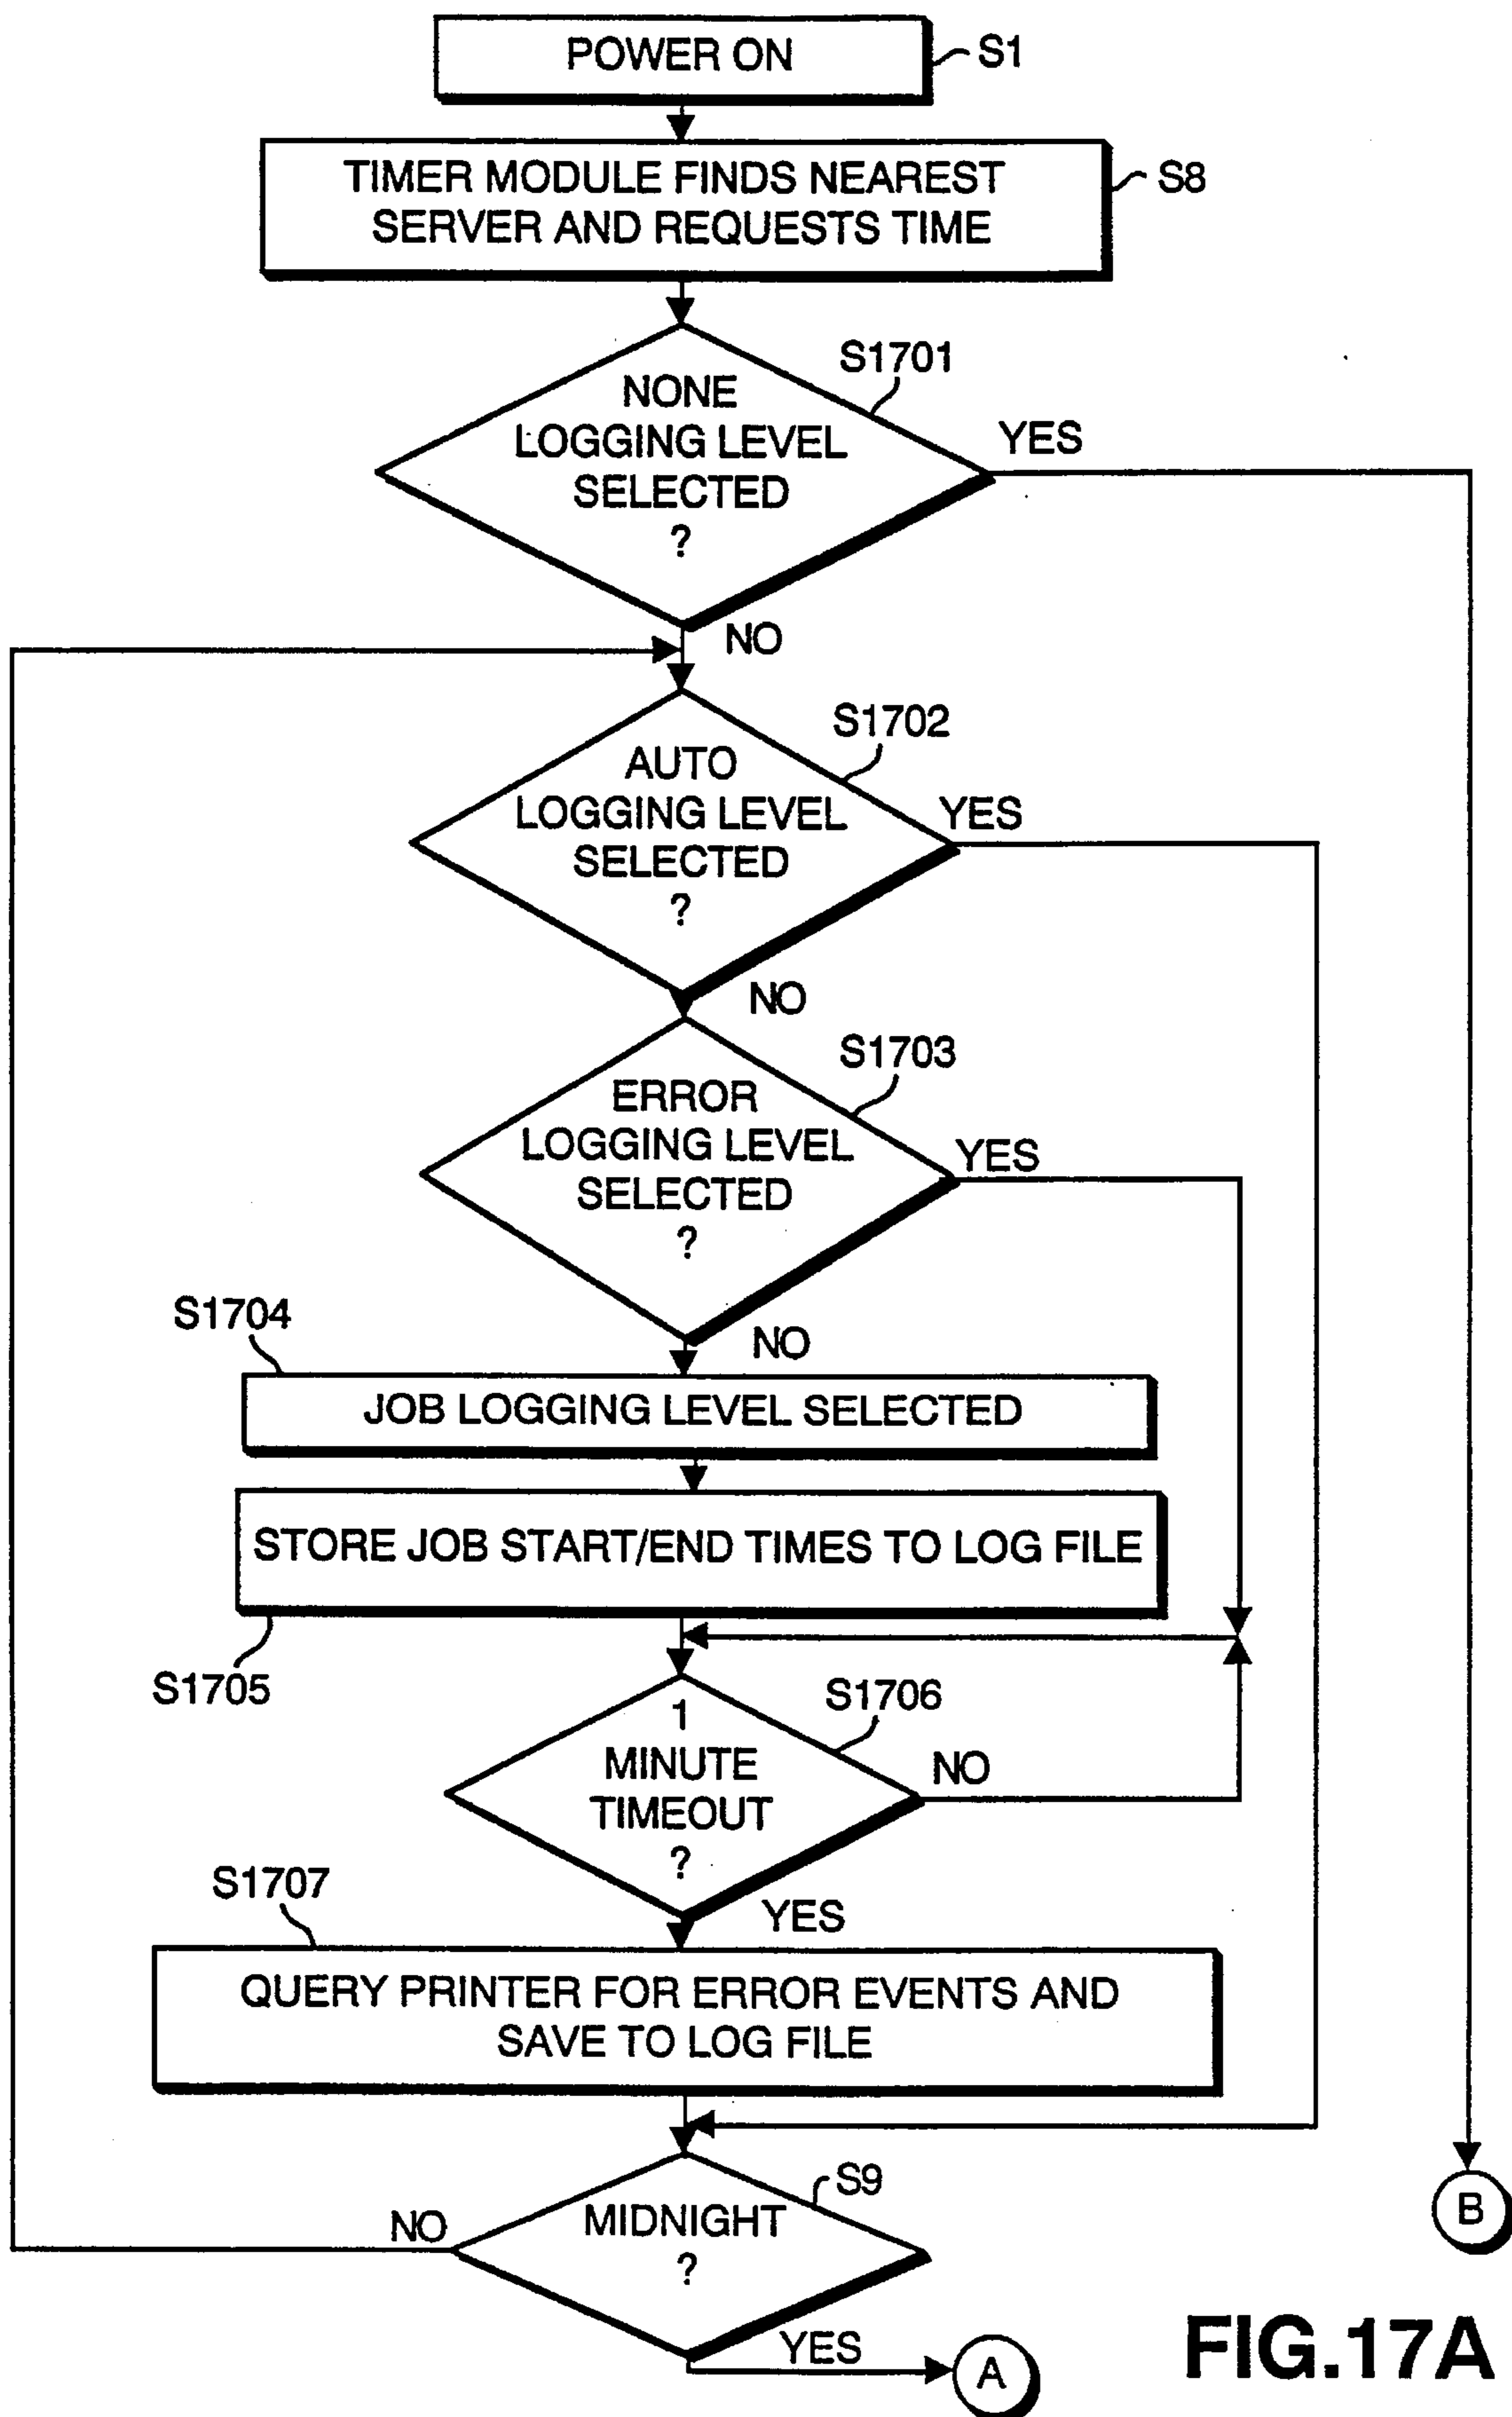 POWER ON
S1
TIMER MODULE FINDS NEAREST
SERVER AND REQUESTS TIME
S8
S1701
NONE
LOGGING LEVEL
SELECTED
?
YES
NO
S1702
AUTO
LOGGING LEVEL
SELECTED
?
YES
NO
S1703
ERROR
LOGGING LEVEL
SELECTED
?
YES
NO
S1704
JOB LOGGING LEVEL SELECTED
STORE JOB START/END TIMES TO LOG FILE
S1705
S1706
1
MINUTE
TIMEOUT
?
NO
YES
S1707
QUERY PRINTER FOR ERROR EVENTS AND
SAVE TO LOG FILE
S9
MIDNIGHT
?
NO
YES
A
B
FIG.17A